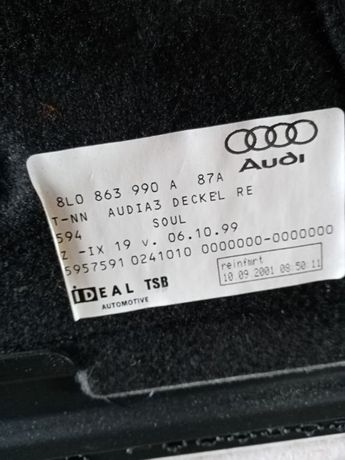 Audi
8L0 863 990 A 87A
T-NN AUDIA3 DECKEL RE
594 SOUL
Z -IX 19 v. 06.10.99
5957591 0241010 0000000-0000000
reinfmrt
10.09.2001 08:50:11
IDEAL TSB
AUTOMOTIVE